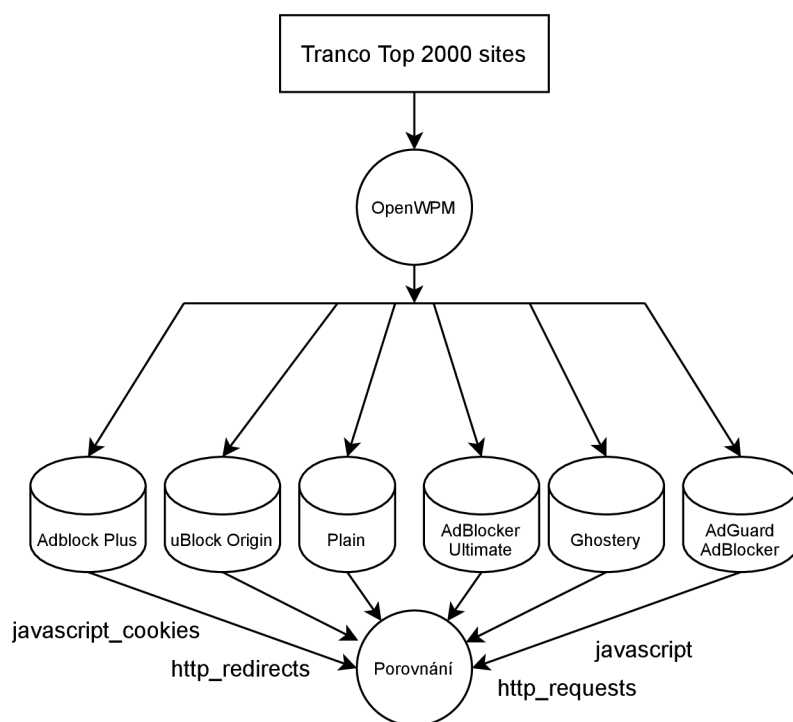 Tranco Top 2000 sites
OpenWPM
Adblock Plus
uBlock Origin
Plain
AdBlocker
Ultimate
Ghostery
AdGuard
AdBlocker
javascript_cookies
http_redirects
Porovnání
javascript
http_requests